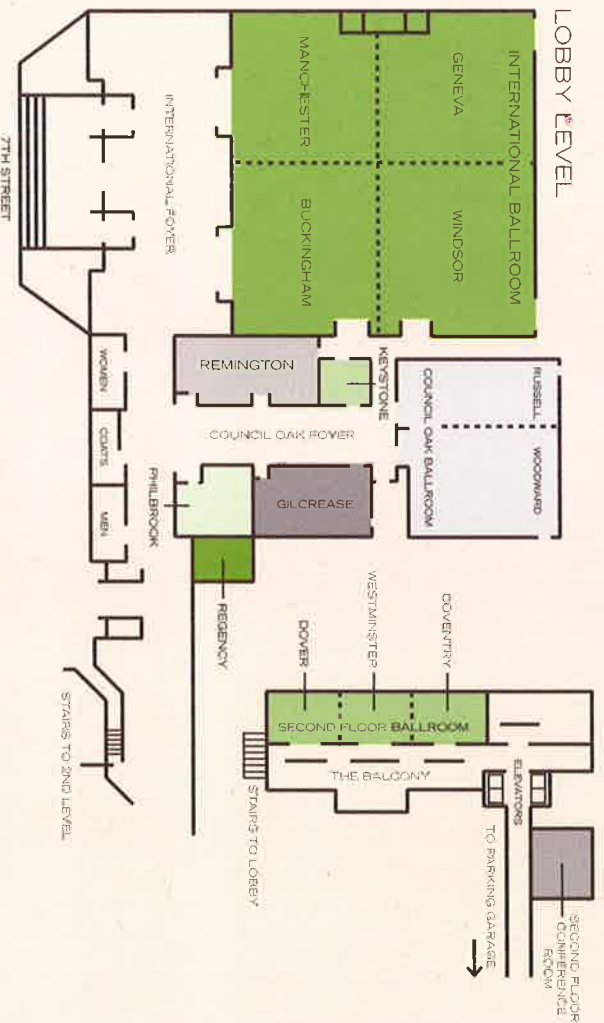 LOBBY LEVEL
INTERNATIONAL BALLROOM
GENEVA
WINDSOR
MANCHESTER
BUCKINGHAM
INTERNATIONAL FOYER
7TH STREET
WOMEN
COATS
MEN
REMINGTON
KEYSTONE
COUNCIL OAK FOYER
RUSSELL
WOODWARD
COUNCIL OAK BALLROOM
PHILBROOK
GILCREASE
REGENCY
STAIRS TO 2ND LEVEL
COVENTRY
WESTMINSTER
DOVER
SECOND FLOOR BALLROOM
THE BALCONY
STAIRS TO LOBBY
ELEVATORS
TO PARKING GARAGE
SECOND FLOOR
CONFERENCE
ROOM